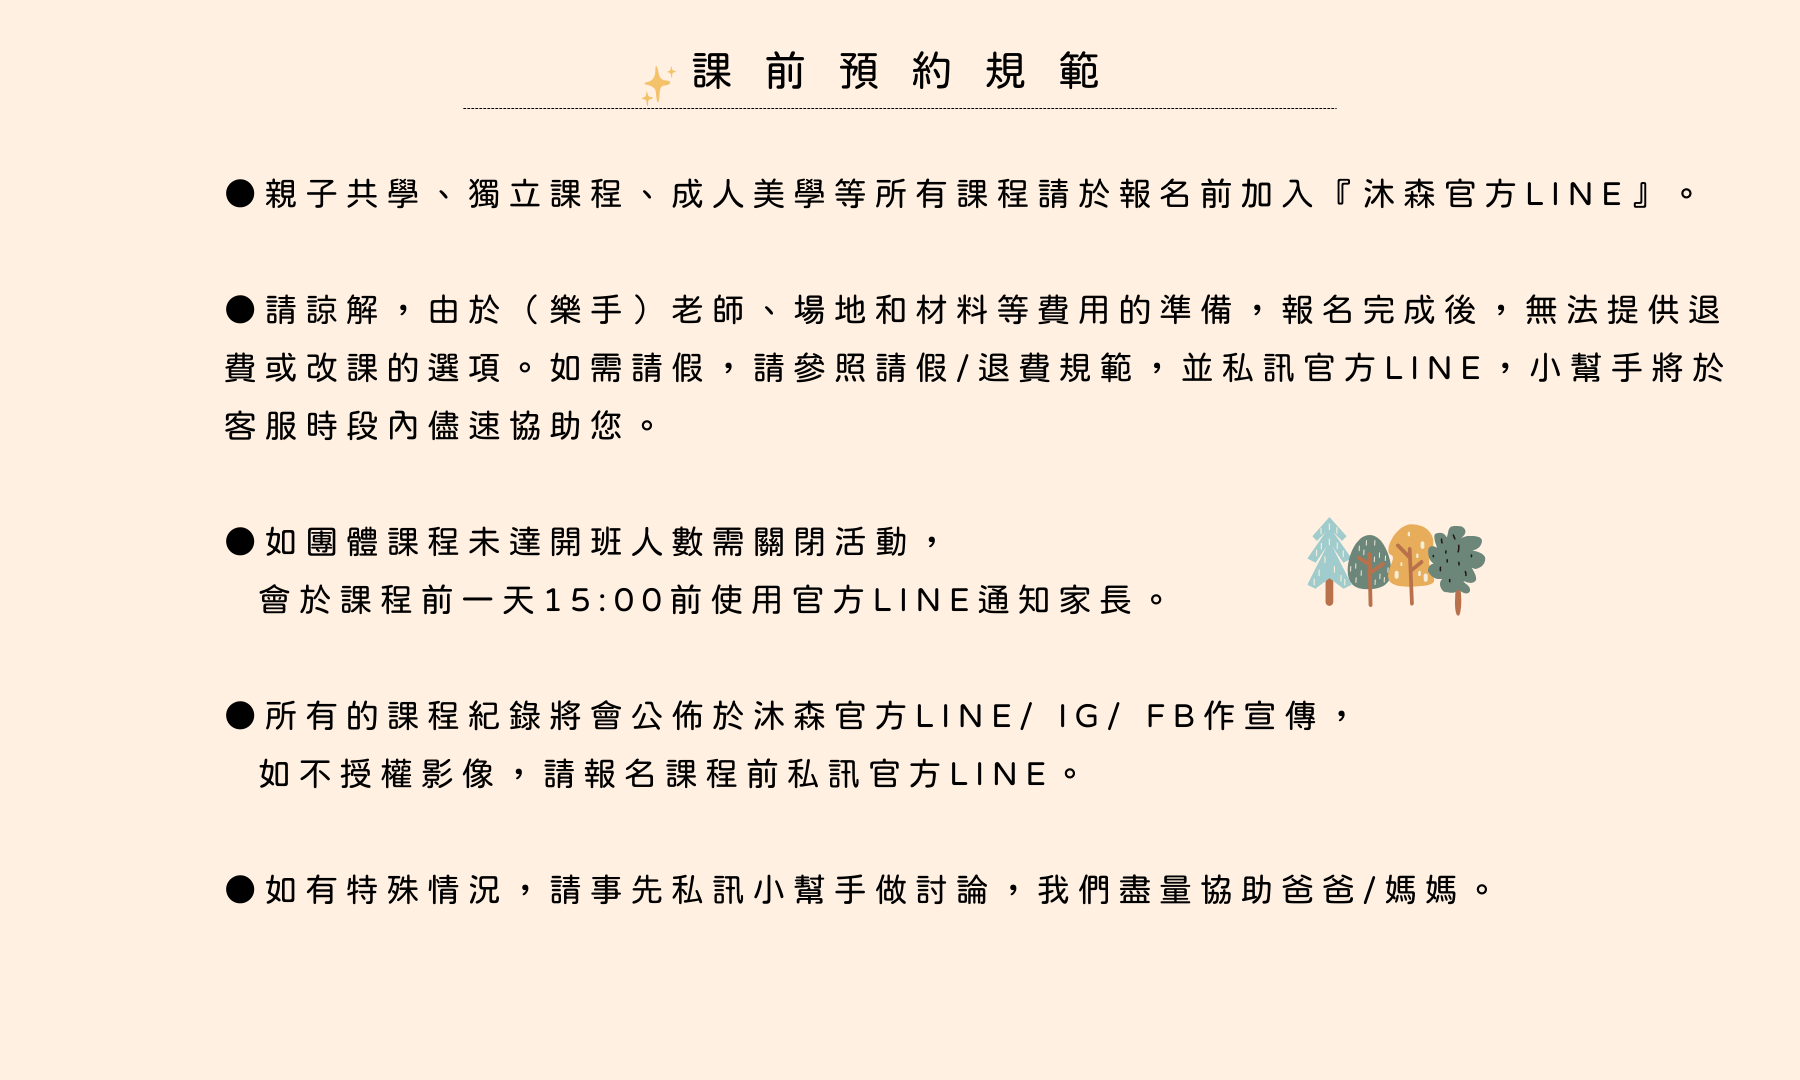 課前預約規範
●親子共學、獨立課程、成人美學等所有課程請於報名前加入『沐森官方LINE』。
●請諒解，由於（樂手）老師、場地和材料等費用的準備，報名完成後，無法提供退
費或改課的選項。如需請假，請參照請假/退費規範，並私訊官方LINE，小幫手將於
客服時段內儘速協助您。
●如團體課程未達開班人數需關閉活動，
會於課程前一天15:00前使用官方LINE通知家長。
●所有的課程紀錄將會公佈於沐森官方LINE/ IG/ FB作宣傳，
如不授權影像，請報名課程前私訊官方LINE。
●如有特殊情況，請事先私訊小幫手做討論，我們盡量協助爸爸/媽媽。